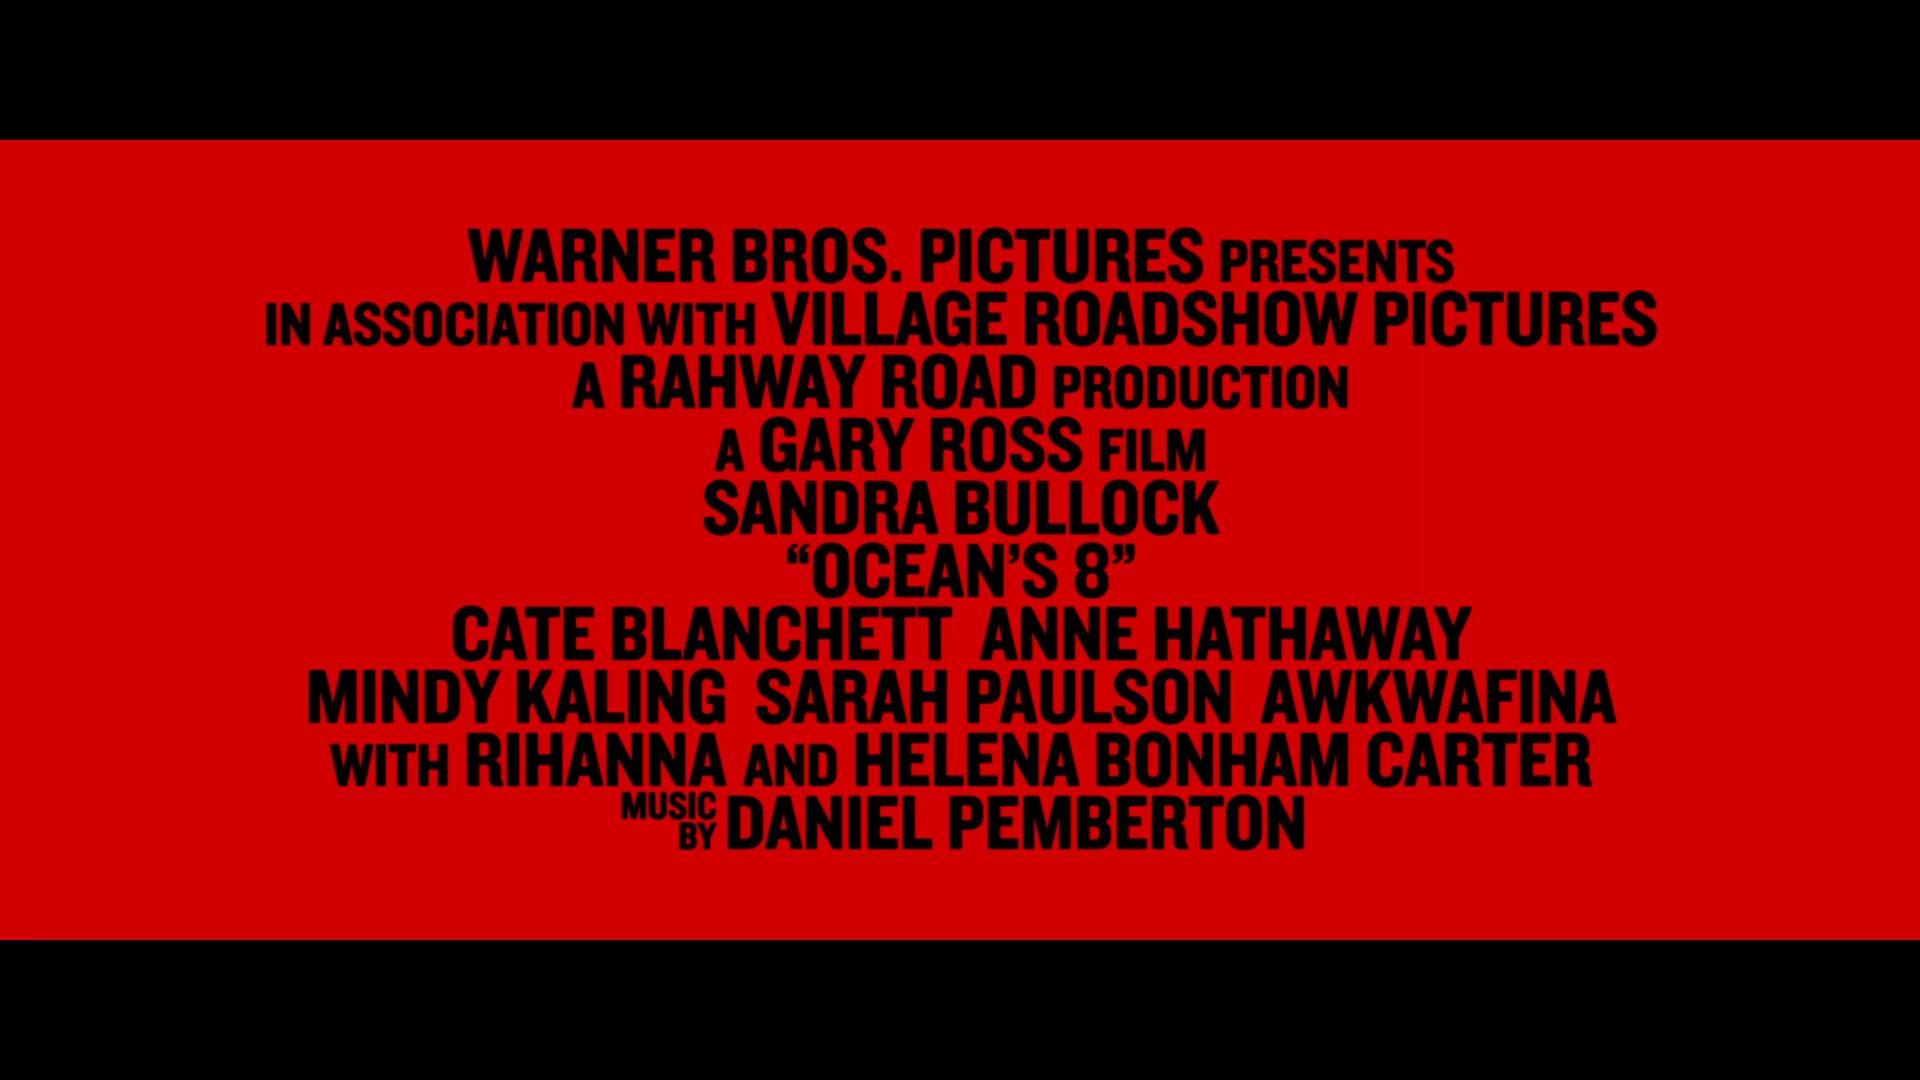 WARNER BROS. PICTURES PRESENTS
IN ASSOCIATION WITH VILLAGE ROADSHOW PICTURES
A RAHWAY ROAD PRODUCTION
A GARY ROSS FILM
SANDRA BULLOCK
“OCEAN’S 8”
CATE BLANCHETT ANNE HATHAWAY
MINDY KALING SARAH PAULSON AWKWAFINA
WITH RIHANNA AND HELENA BONHAM CARTER
MUSIC BY DANIEL PEMBERTON